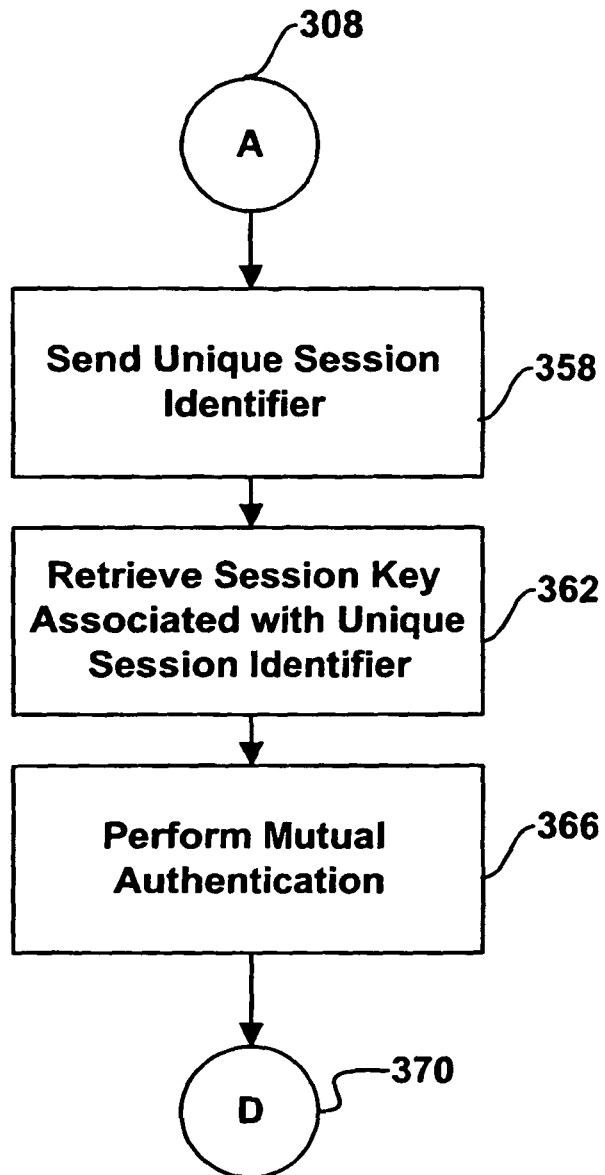 308
A
Send Unique Session
Identifier
358
Retrieve Session Key
Associated with Unique
Session Identifier
362
Perform Mutual
Authentication
366
D
370